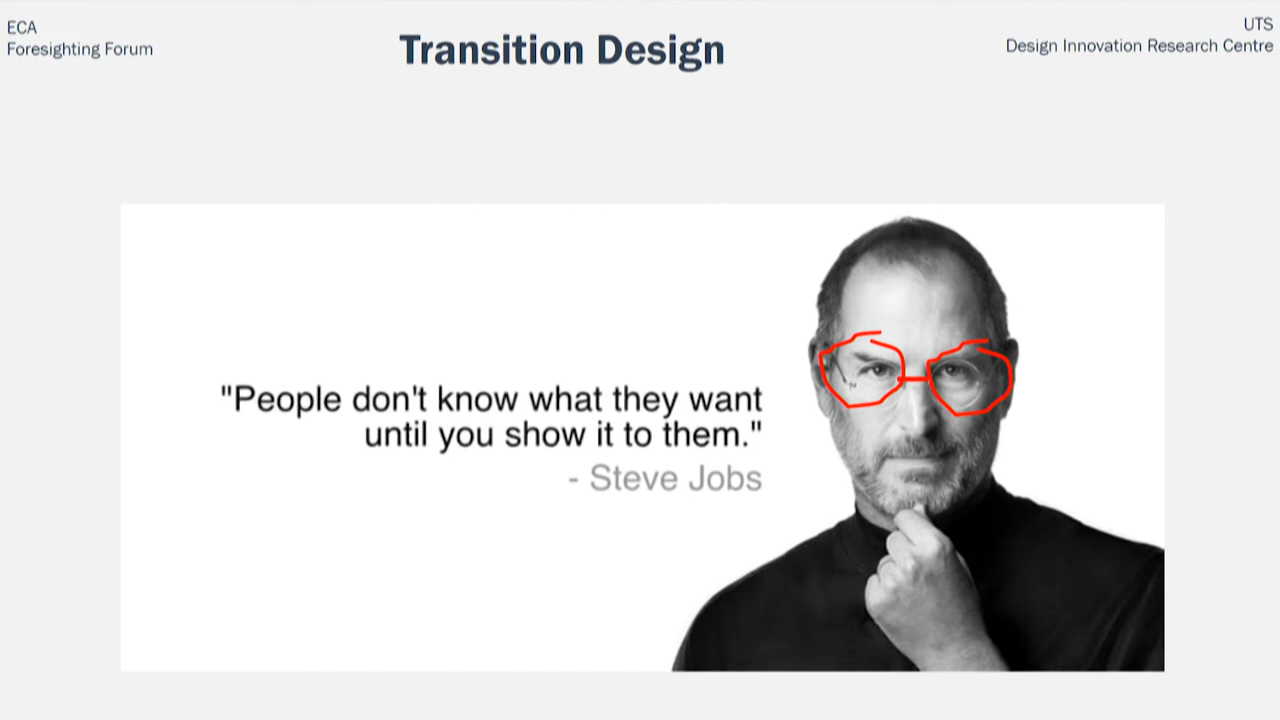 ECA
Foresighting Forum
Transition Design
UTS
Design Innovation Research Centre
"People don't know what they want
until you show it to them."
- Steve Jobs